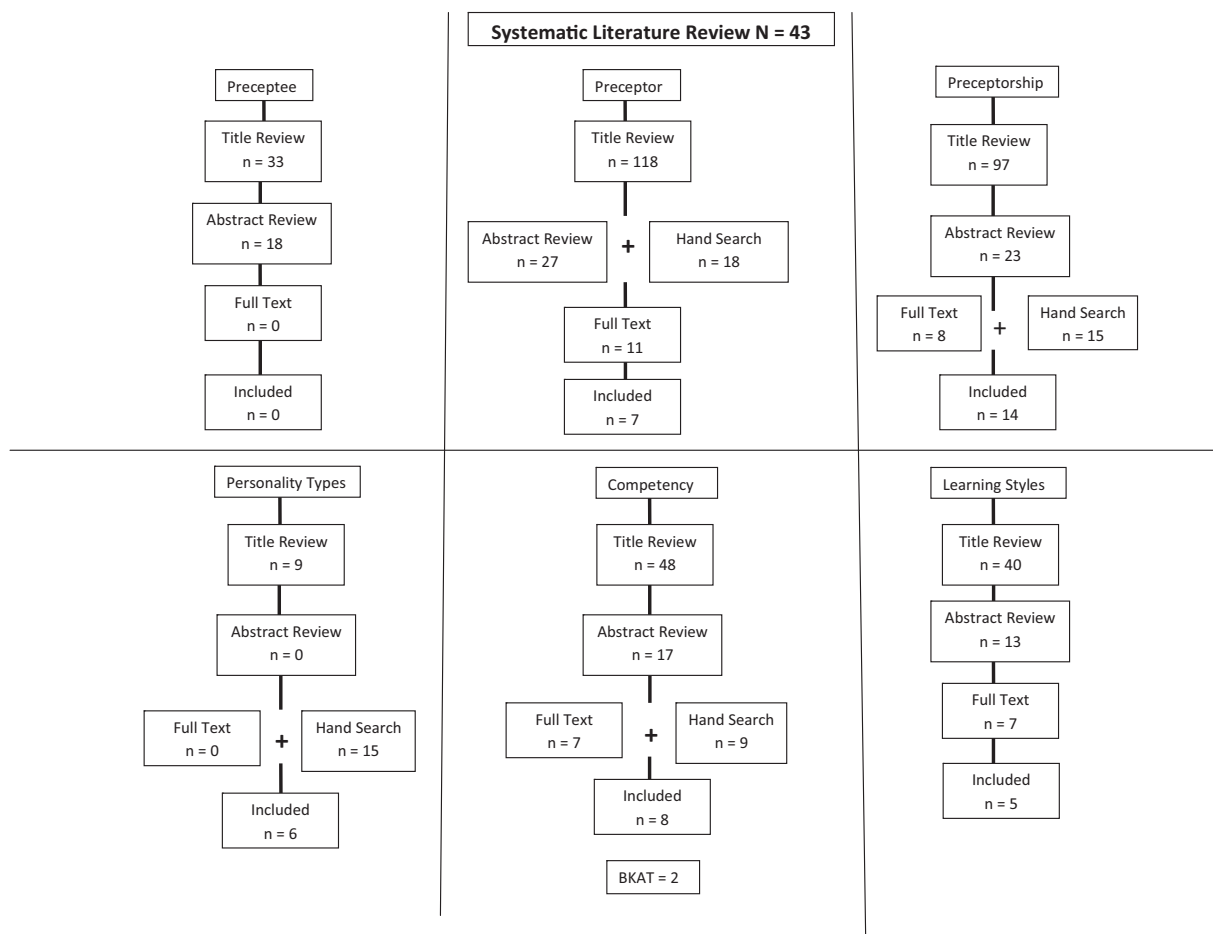 Systematic Literature Review N = 43
Preceptee
Title Review
n = 33
Abstract Review
n = 18
Full Text
n = 0
Included
n = 0
Preceptor
Title Review
n = 118
Abstract Review
n = 27
+
Hand Search
n = 18
Full Text
n = 11
Included
n = 7
Preceptorship
Title Review
n = 97
Abstract Review
n = 23
Full Text
n = 8
+
Hand Search
n = 15
Included
n = 14
Personality Types
Title Review
n = 9
Abstract Review
n = 0
Full Text
n = 0
+
Hand Search
n = 15
Included
n = 6
Competency
Title Review
n = 48
Abstract Review
n = 17
Full Text
n = 7
+
Hand Search
n = 9
Included
n = 8
BKAT = 2
Learning Styles
Title Review
n = 40
Abstract Review
n = 13
Full Text
n = 7
Included
n = 5